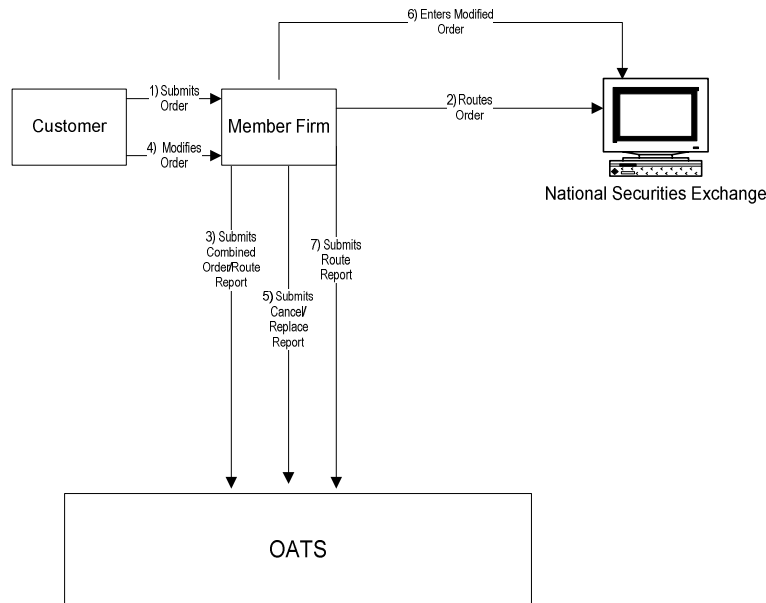 6) Enters Modified
Order
1) Submits
Order
2) Routes
Order
Customer
Member Firm
4) Modifies
Order
National Securities Exchange
3) Submits
Combined
Order/Route
Report
7) Submits
Route
Report
5) Submits
Cancel/
Replace
Report
OATS